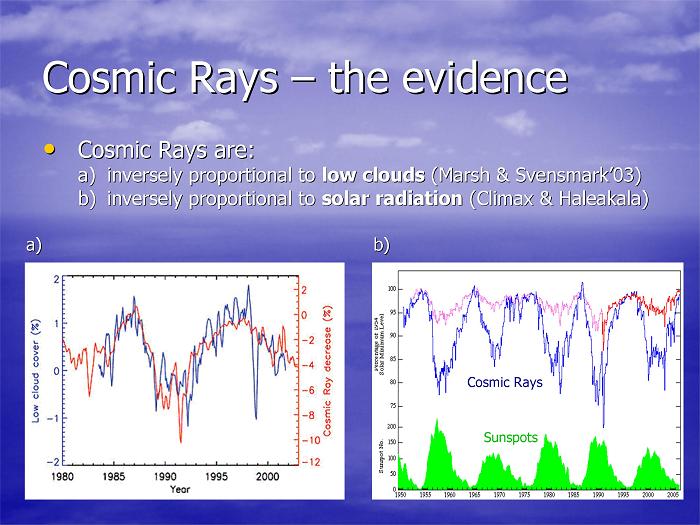 Cosmic Rays – the evidence
• Cosmic Rays are:
a) inversely proportional to low clouds (Marsh & Svensmark'03)
b) inversely proportional to solar radiation (Climax & Haleakala)
a)
b)
Low cloud cover (%)
2
1
0
-1
-2
Cosmic Ray decrease (%)
2
0
-2
-4
-6
-8
-10
-12
1980 1985 1990 1995 2000
Year
Percentage of 1954
Solar Minimum Level
100
95
90
85
80
75
Cosmic Rays
Sunspots
Sunspot No.
200
150
100
50
0
1950 1955 1960 1965 1970 1975 1980 1985 1990 1995 2000 2005